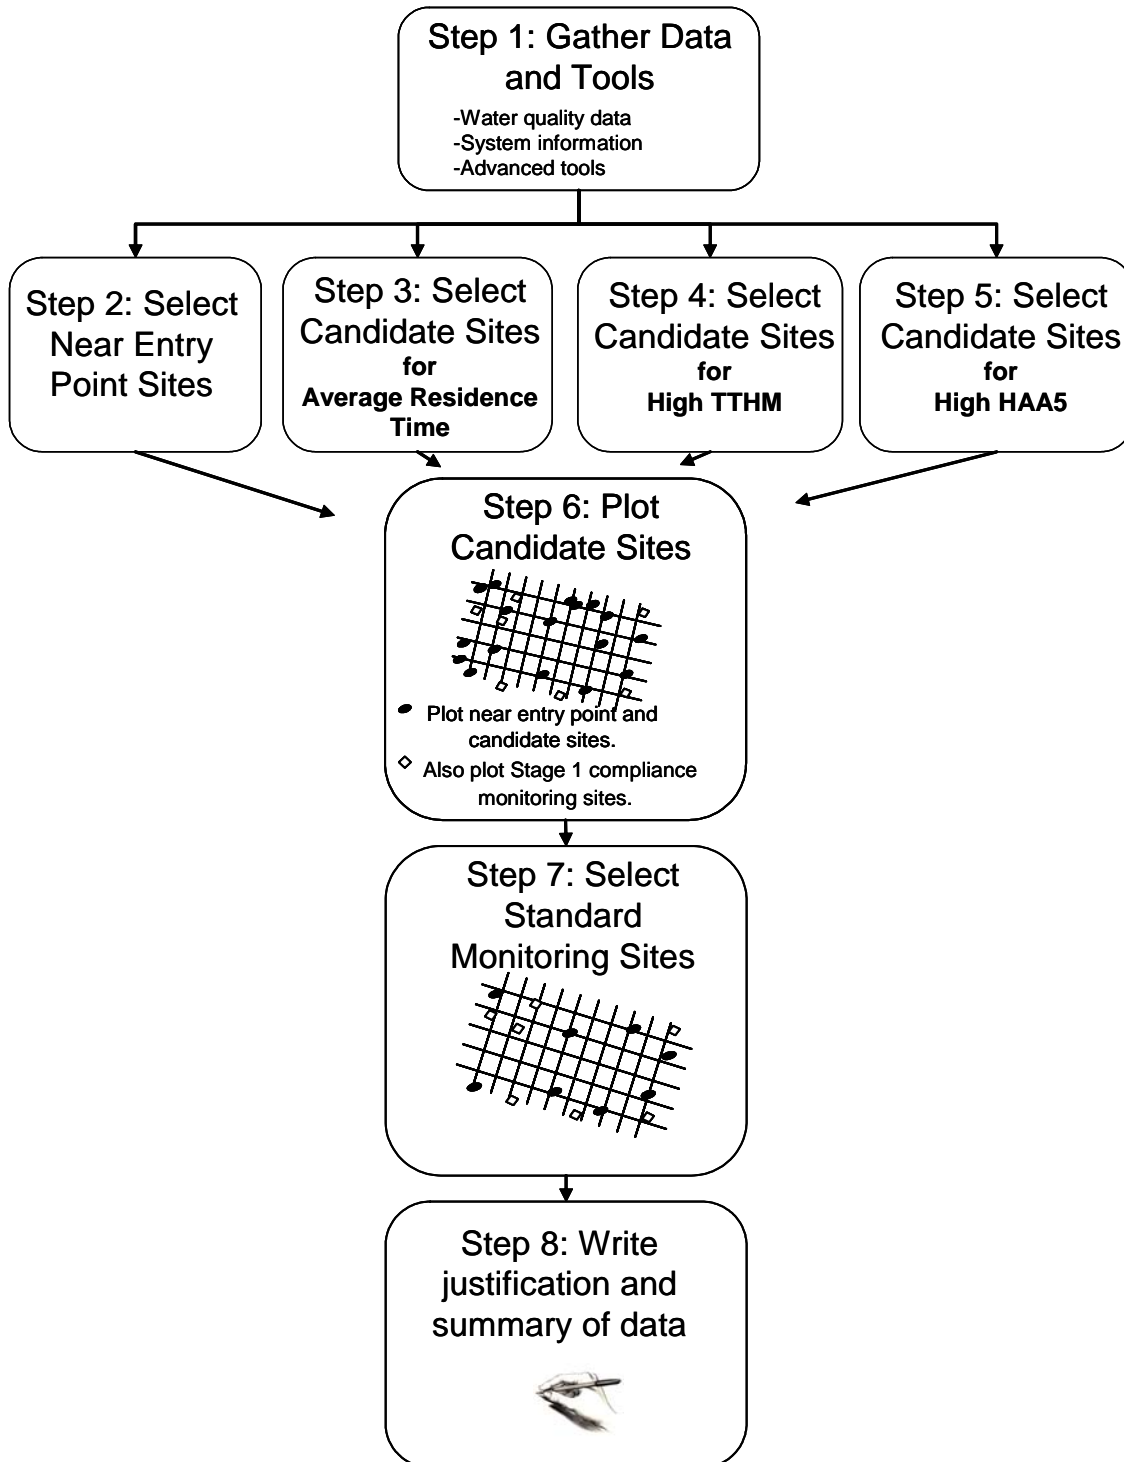 Step 1: Gather Data
and Tools
-Water quality data
-System information
-Advanced tools
Step 2: Select
Near Entry
Point Sites
Step 3: Select
Candidate Sites
for
Average Residence
Time
Step 4: Select
Candidate Sites
for
High TTHM
Step 5: Select
Candidate Sites
for
High HAA5
Step 6: Plot
Candidate Sites
Plot near entry point and
candidate sites.
Also plot Stage 1 compliance
monitoring sites.
Step 7: Select
Standard
Monitoring Sites
Step 8: Write
justification and
summary of data